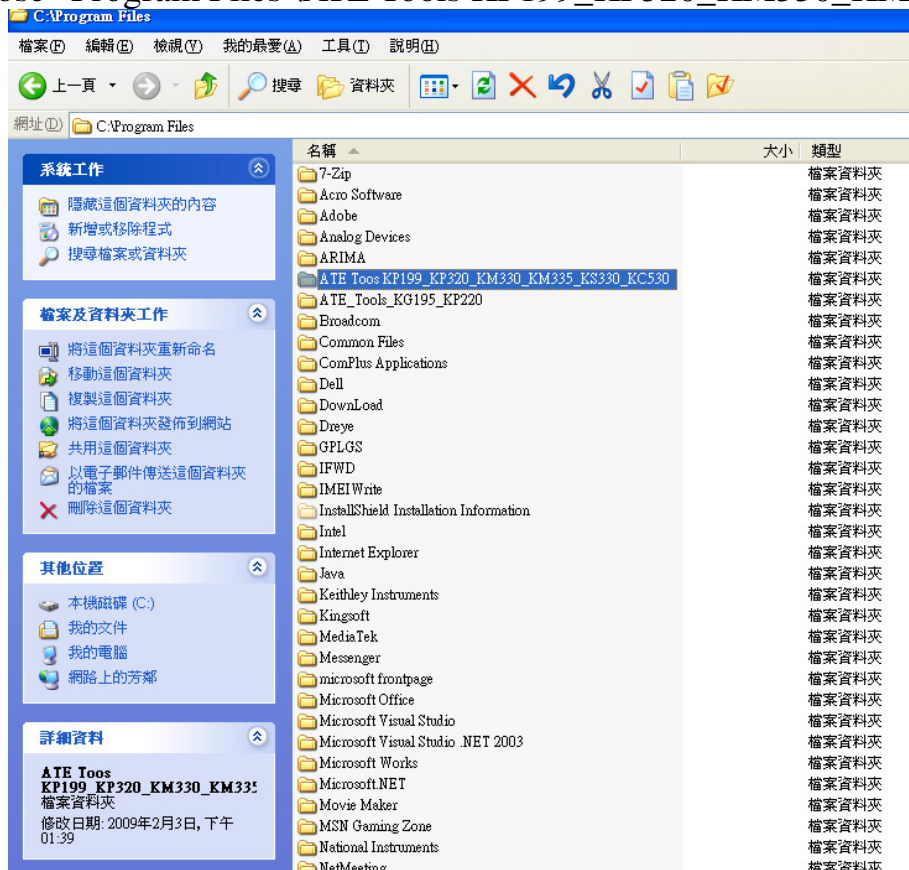 ose "Program Files\ATE Tools KP199_KP320_KM330_KM
C:\Program Files
檔案(F) 編輯(E) 檢視(V) 我的最愛(A) 工具(T) 說明(H)
上一頁 搜尋 資料夾
網址(D) C:\Program Files
系統工作
隱藏這個資料夾的內容
新增或移除程式
搜尋檔案或資料夾
檔案及資料夾工作
將這個資料夾重新命名
移動這個資料夾
複製這個資料夾
將這個資料夾發佈到網站
共用這個資料夾
以電子郵件傳送這個資料夾
的檔案
刪除這個資料夾
其他位置
本機磁碟 (C:)
我的文件
我的電腦
網路上的芳鄰
詳細資料
ATE Toos
KP199_KP320_KM330_KM335
檔案資料夾
修改日期: 2009年2月3日, 下午
01:39
名稱 大小 類型
7-Zip 檔案資料夾
Acro Software 檔案資料夾
Adobe 檔案資料夾
Analog Devices 檔案資料夾
ARIMA 檔案資料夾
ATE Toos KP199_KP320_KM330_KM335_KS330_KC530 檔案資料夾
ATE_Tools_KG195_KP220 檔案資料夾
Broadcom 檔案資料夾
Common Files 檔案資料夾
ComPlus Applications 檔案資料夾
Dell 檔案資料夾
DownLoad 檔案資料夾
Dreye 檔案資料夾
GPLGS 檔案資料夾
IFWD 檔案資料夾
IMEIWrite 檔案資料夾
InstallShield Installation Information 檔案資料夾
Intel 檔案資料夾
Internet Explorer 檔案資料夾
Java 檔案資料夾
Keithley Instruments 檔案資料夾
Kingsoft 檔案資料夾
MediaTek 檔案資料夾
Messenger 檔案資料夾
microsoft frontpage 檔案資料夾
Microsoft Office 檔案資料夾
Microsoft Visual Studio 檔案資料夾
Microsoft Visual Studio .NET 2003 檔案資料夾
Microsoft Works 檔案資料夾
Microsoft.NET 檔案資料夾
Movie Maker 檔案資料夾
MSN Gaming Zone 檔案資料夾
National Instruments 檔案資料夾
NetMeeting 檔案資料夾